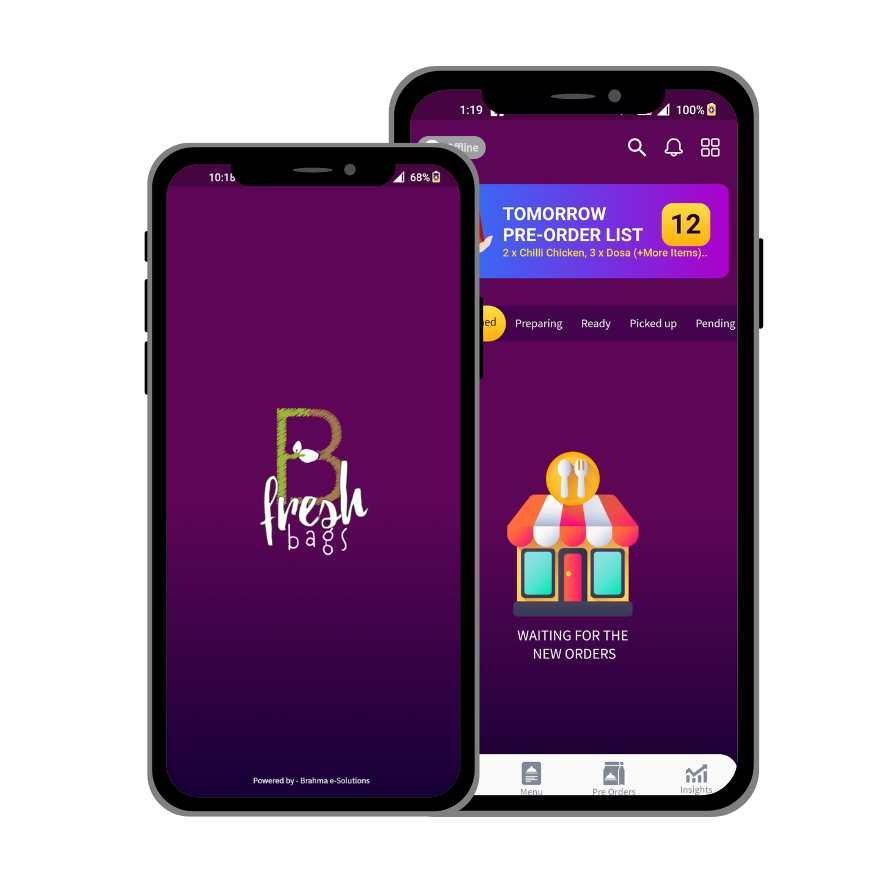 10:18
68%
B
fresh
bags
Powered by - Brahma e-Solutions
1:19
100%
TOMORROW
PRE-ORDER LIST
12
2 x Chilli Chicken, 3 x Dosa (+More Items)..
Preparing Ready Picked up Pending
WAITING FOR THE
NEW ORDERS
Menu Pre Orders Insights